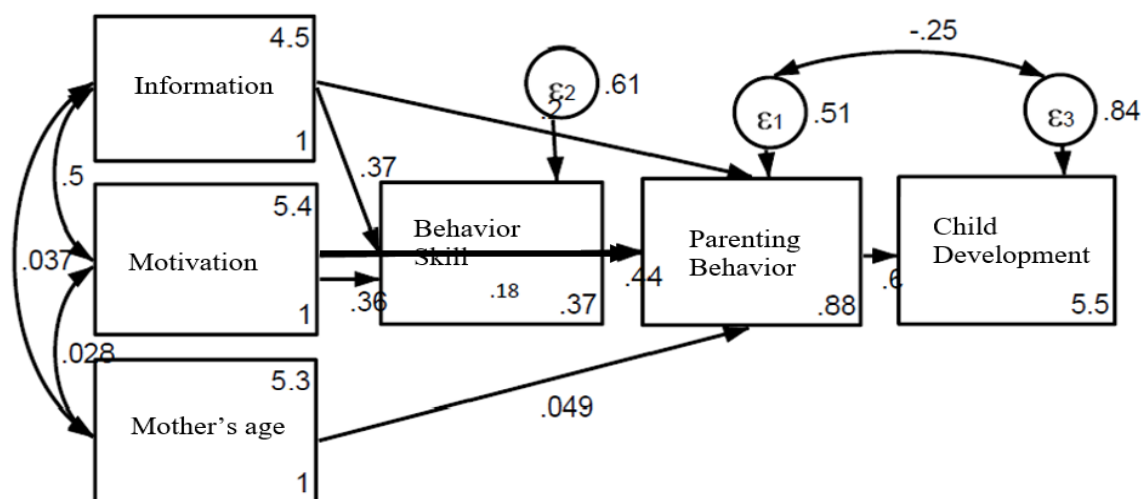 -.25
4.5
ε2
.61
Information
.2
ε1
.51
ε3
.84
1
.37
.5
5.4
Behavior
Skill
Child
Development
Parenting
Behavior
.037
Motivation
.44
.6
.18
1
.36
.37
.88
5.5
.028
5.3
.049
Mother’s age
1